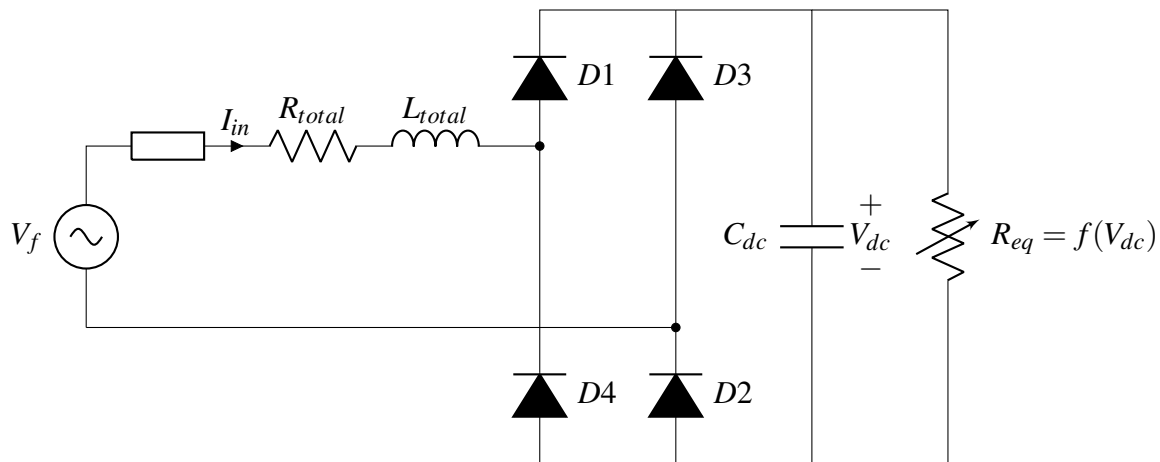 D1
D3
I_in
R_total
L_total
V_f
C_dc
+
V_dc
−
R_eq = f(V_dc)
D4
D2